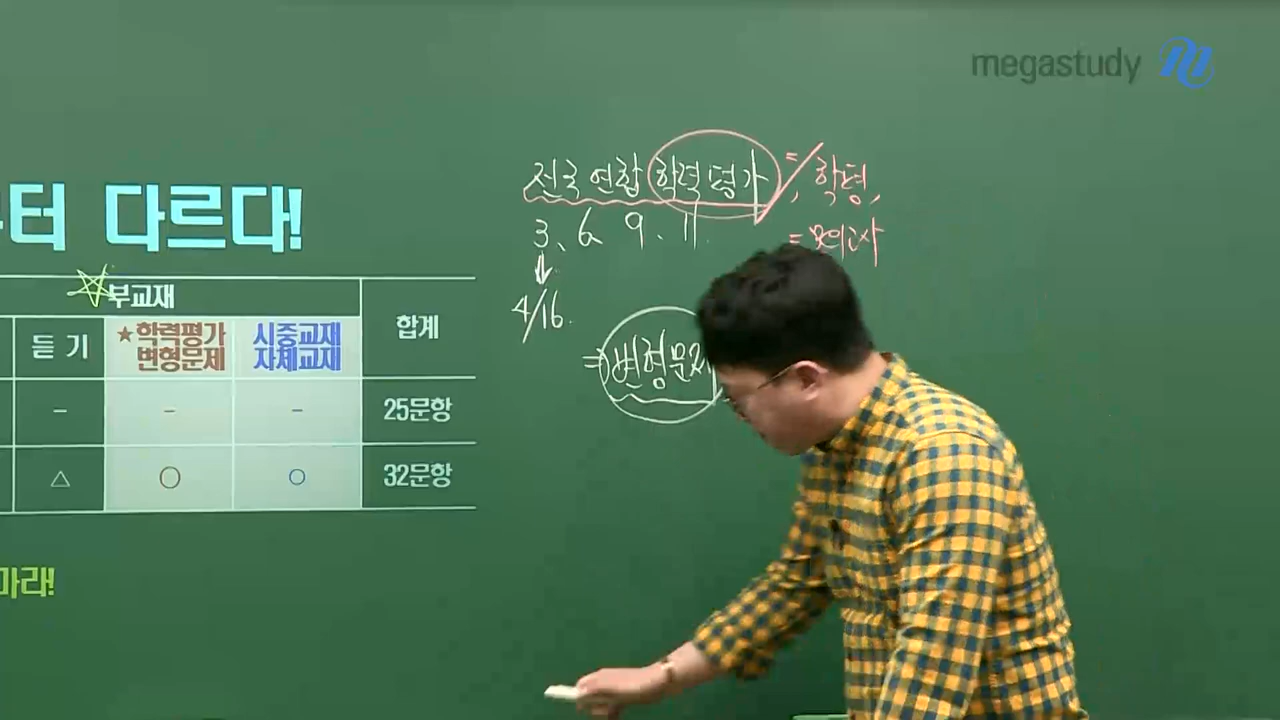 megastudy
전국 연합 학력 평가 = 학평,
3、6、9、11.
= 모의고사
4/16.
⇒ 변형문제
부터 다르다!
부교재
합계
듣 기
★학력평가 변형문제
시중교재 자체교재
- - - 25문항
△ ○ ○ 32문항
마라!